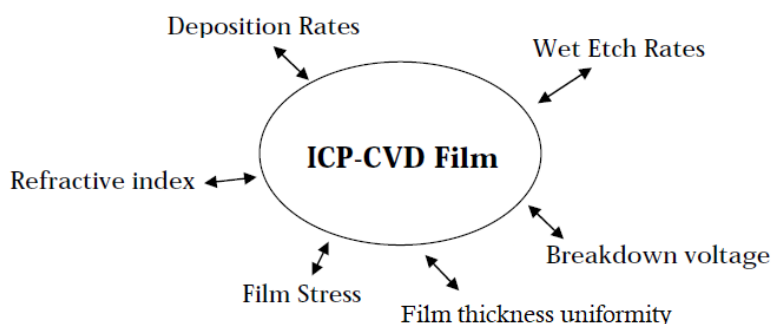 Deposition Rates
Wet Etch Rates
ICP-CVD Film
Refractive index
Breakdown voltage
Film Stress
Film thickness uniformity